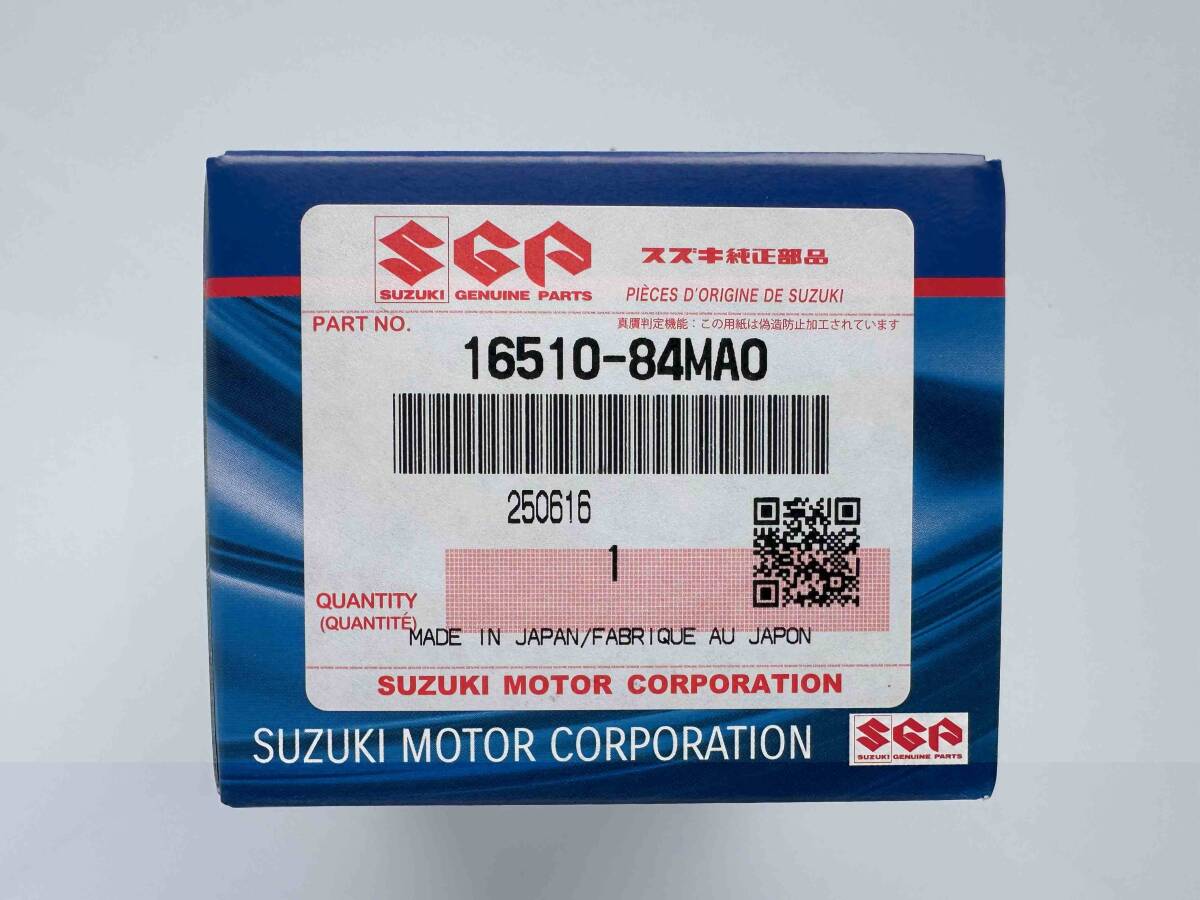 SGP
SUZUKI GENUINE PARTS
スズキ純正部品
PIÈCES D'ORIGINE DE SUZUKI
PART NO.
真贋判定機能：この用紙は偽造防止加工されています
16510-84MA0
250616
1
QUANTITY
(QUANTITÉ)
MADE IN JAPAN/FABRIQUE AU JAPON
SUZUKI MOTOR CORPORATION
SUZUKI MOTOR CORPORATION
SGP
SUZUKI GENUINE PARTS